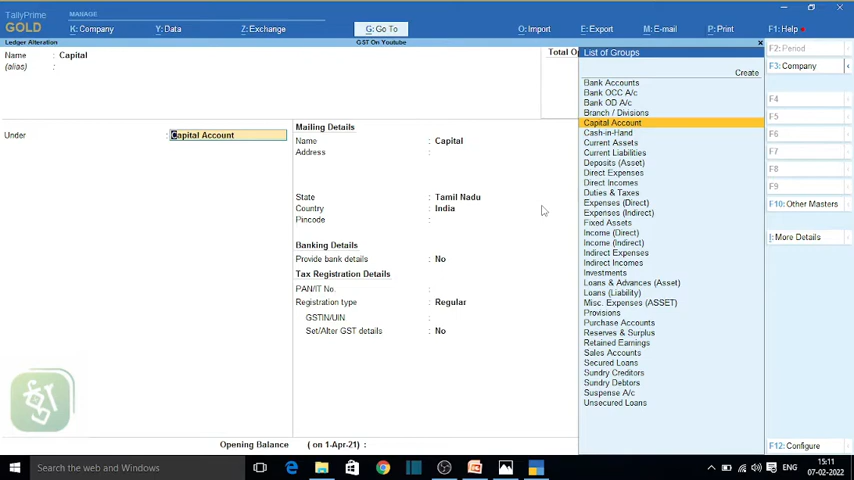 TallyPrime
GOLD
MANAGE
K: Company
Y: Data
Z: Exchange
G: Go To
O: Import
E: Export
M: E-mail
P: Print
F1: Help
Ledger Alteration
GST On Youtube
Name : Capital
(alias) :
Total Op
Under : Capital Account
Mailing Details
Name : Capital
Address :
State : Tamil Nadu
Country : India
Pincode :
Banking Details
Provide bank details : No
Tax Registration Details
PAN/IT No. :
Registration type : Regular
GSTIN/UIN :
Set/Alter GST details : No
Opening Balance ( on 1-Apr-21) :
List of Groups
Create
Bank Accounts
Bank OCC A/c
Bank OD A/c
Branch / Divisions
Capital Account
Cash-in-Hand
Current Assets
Current Liabilities
Deposits (Asset)
Direct Expenses
Direct Incomes
Duties & Taxes
Expenses (Direct)
Expenses (Indirect)
Fixed Assets
Income (Direct)
Income (Indirect)
Indirect Expenses
Indirect Incomes
Investments
Loans & Advances (Asset)
Loans (Liability)
Misc. Expenses (ASSET)
Provisions
Purchase Accounts
Reserves & Surplus
Retained Earnings
Sales Accounts
Secured Loans
Sundry Creditors
Sundry Debtors
Suspense A/c
Unsecured Loans
F2: Period
F3: Company
F4
F5
F6
F7
F8
F9
F10: Other Masters
I: More Details
F12: Configure
Search the web and Windows
ENG
15:11
07-02-2022